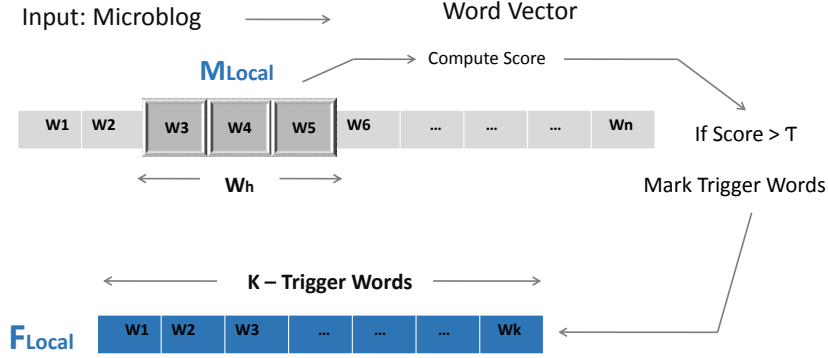 Input: Microblog Word Vector
MLocal Compute Score
W1 W2 W3 W4 W5 W6 ... ... ... Wn
If Score > Ƭ
Wh
Mark Trigger Words
K – Trigger Words
FLocal W1 W2 W3 ... ... ... Wk